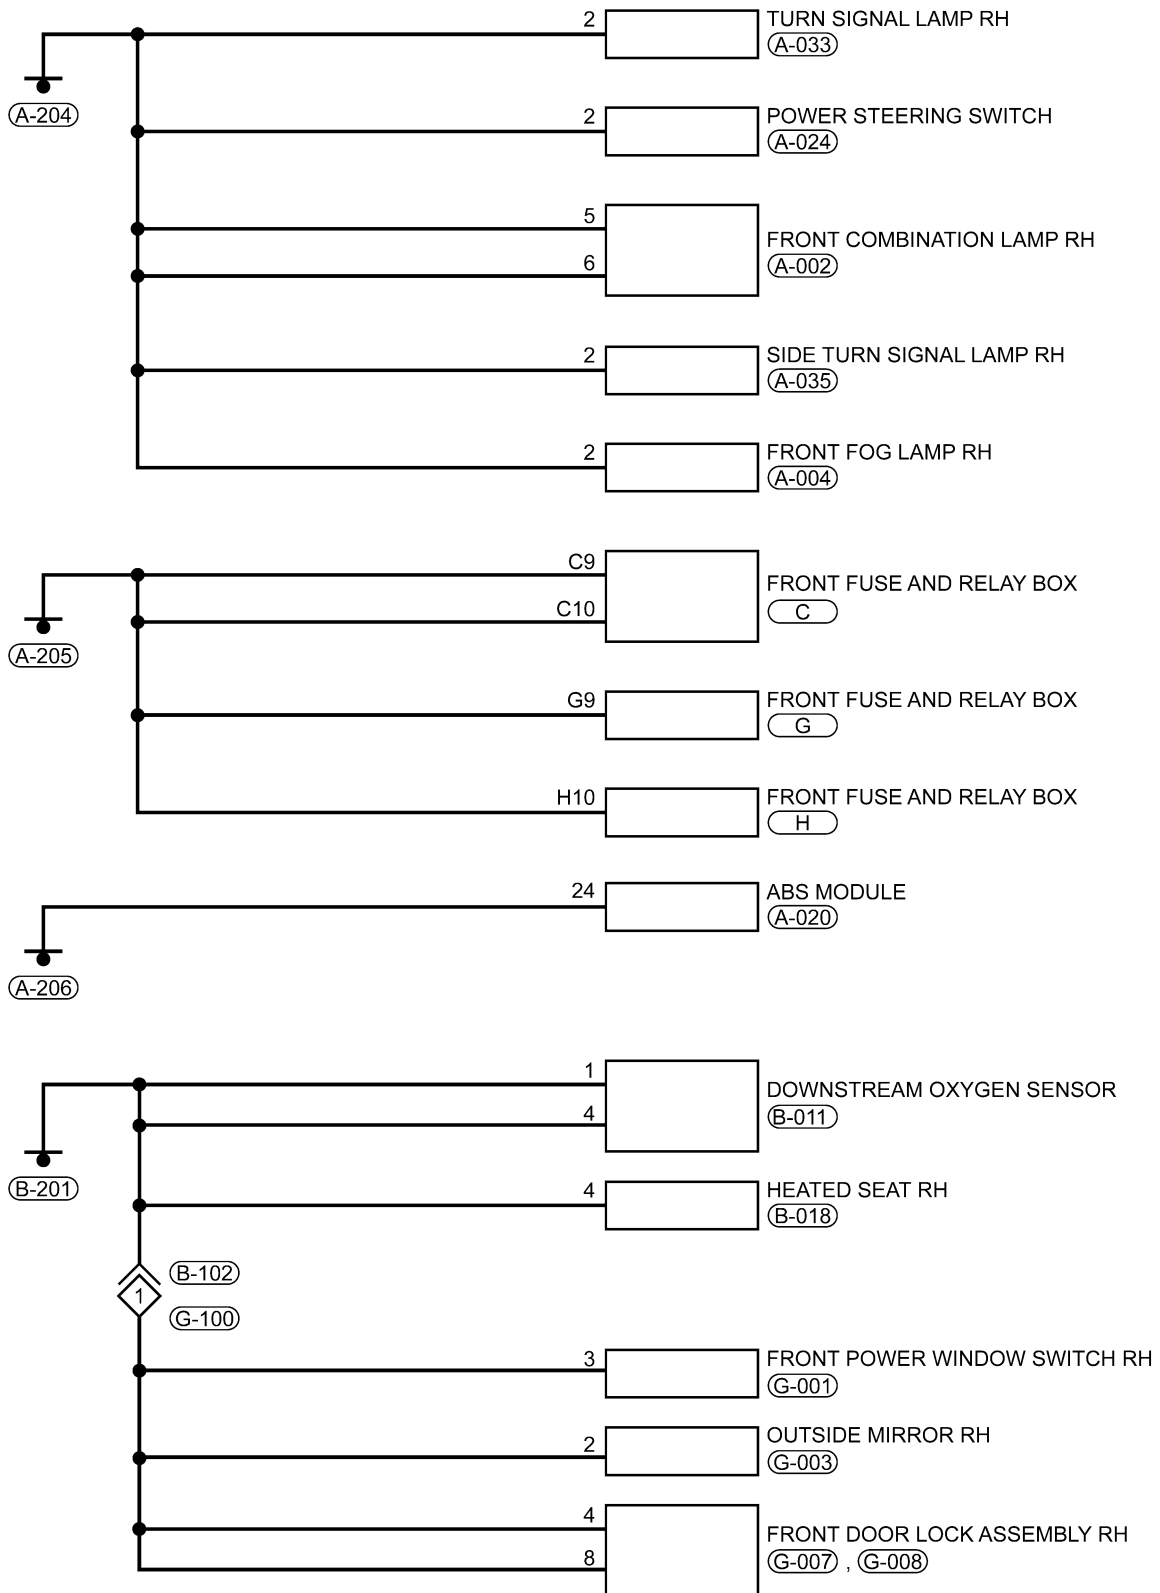 2 TURN SIGNAL LAMP RH
A-033
A-204
2 POWER STEERING SWITCH
A-024
5
FRONT COMBINATION LAMP RH
6
A-002
2 SIDE TURN SIGNAL LAMP RH
A-035
2 FRONT FOG LAMP RH
A-004
C9
FRONT FUSE AND RELAY BOX
C10
C
A-205
G9 FRONT FUSE AND RELAY BOX
G
H10 FRONT FUSE AND RELAY BOX
H
24 ABS MODULE
A-020
A-206
1
DOWNSTREAM OXYGEN SENSOR
4
B-011
B-201
4 HEATED SEAT RH
B-018
B-102
1
G-100
3 FRONT POWER WINDOW SWITCH RH
G-001
2 OUTSIDE MIRROR RH
G-003
4
FRONT DOOR LOCK ASSEMBLY RH
8
G-007 , G-008